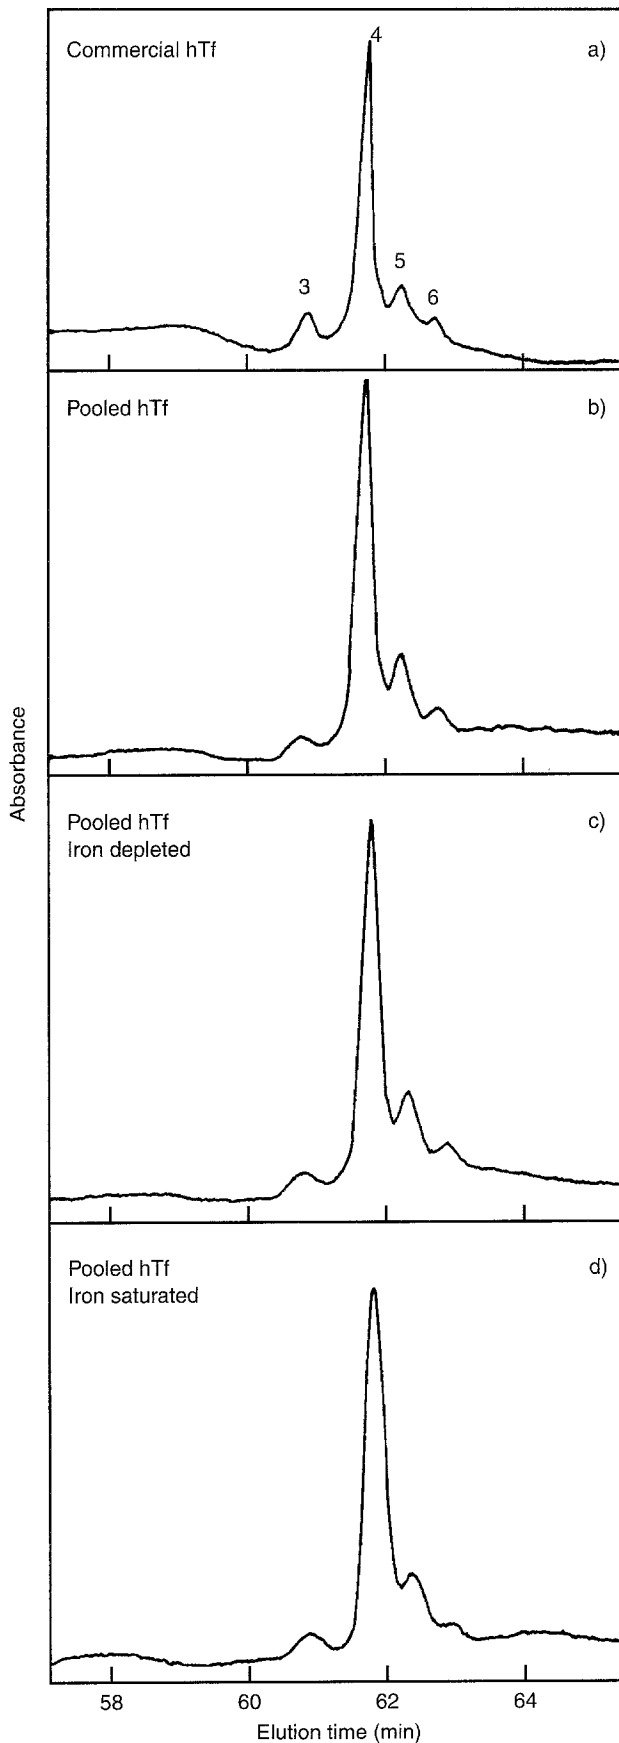 Commercial hTf
a)
4
3
5
6
Pooled hTf
b)
Absorbance
Pooled hTf
Iron depleted
c)
Pooled hTf
Iron saturated
d)
58
60
62
64
Elution time (min)